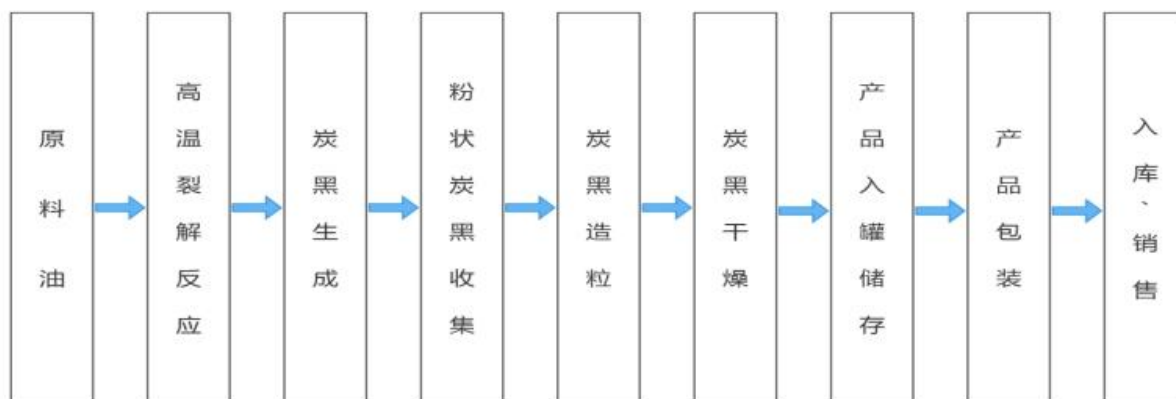 原料油
高温裂解反应
炭黑生成
粉状炭黑收集
炭黑造粒
炭黑干燥
产品入罐储存
产品包装
入库、销售